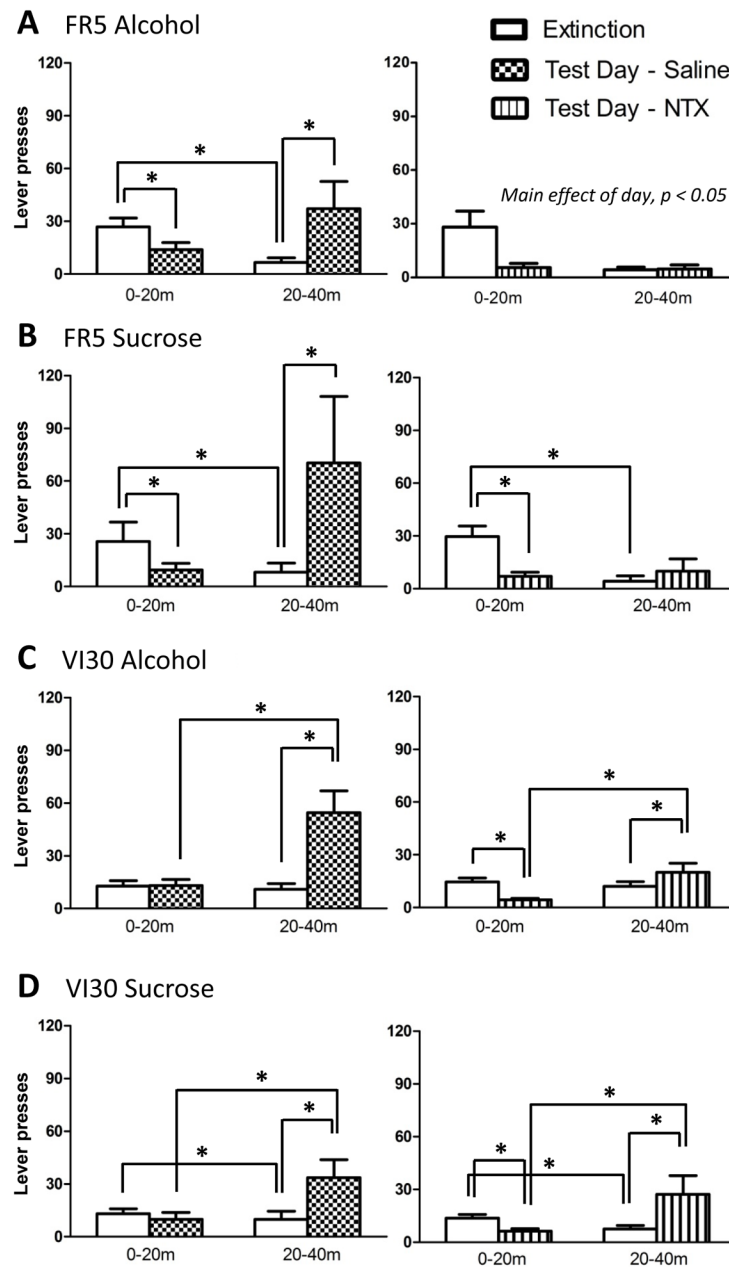 A FR5 Alcohol
Extinction
Test Day - Saline
Test Day - NTX
Lever presses
120
90
60
30
0
*
*
*
0-20m
20-40m
120
90
60
30
0
Main effect of day, p < 0.05
0-20m
20-40m
B FR5 Sucrose
Lever presses
120
90
60
30
0
*
*
*
0-20m
20-40m
120
90
60
30
0
*
*
0-20m
20-40m
C VI30 Alcohol
Lever presses
120
90
60
30
0
*
*
0-20m
20-40m
120
90
60
30
0
*
*
*
0-20m
20-40m
D VI30 Sucrose
Lever presses
120
90
60
30
0
*
*
*
0-20m
20-40m
120
90
60
30
0
*
*
*
*
0-20m
20-40m